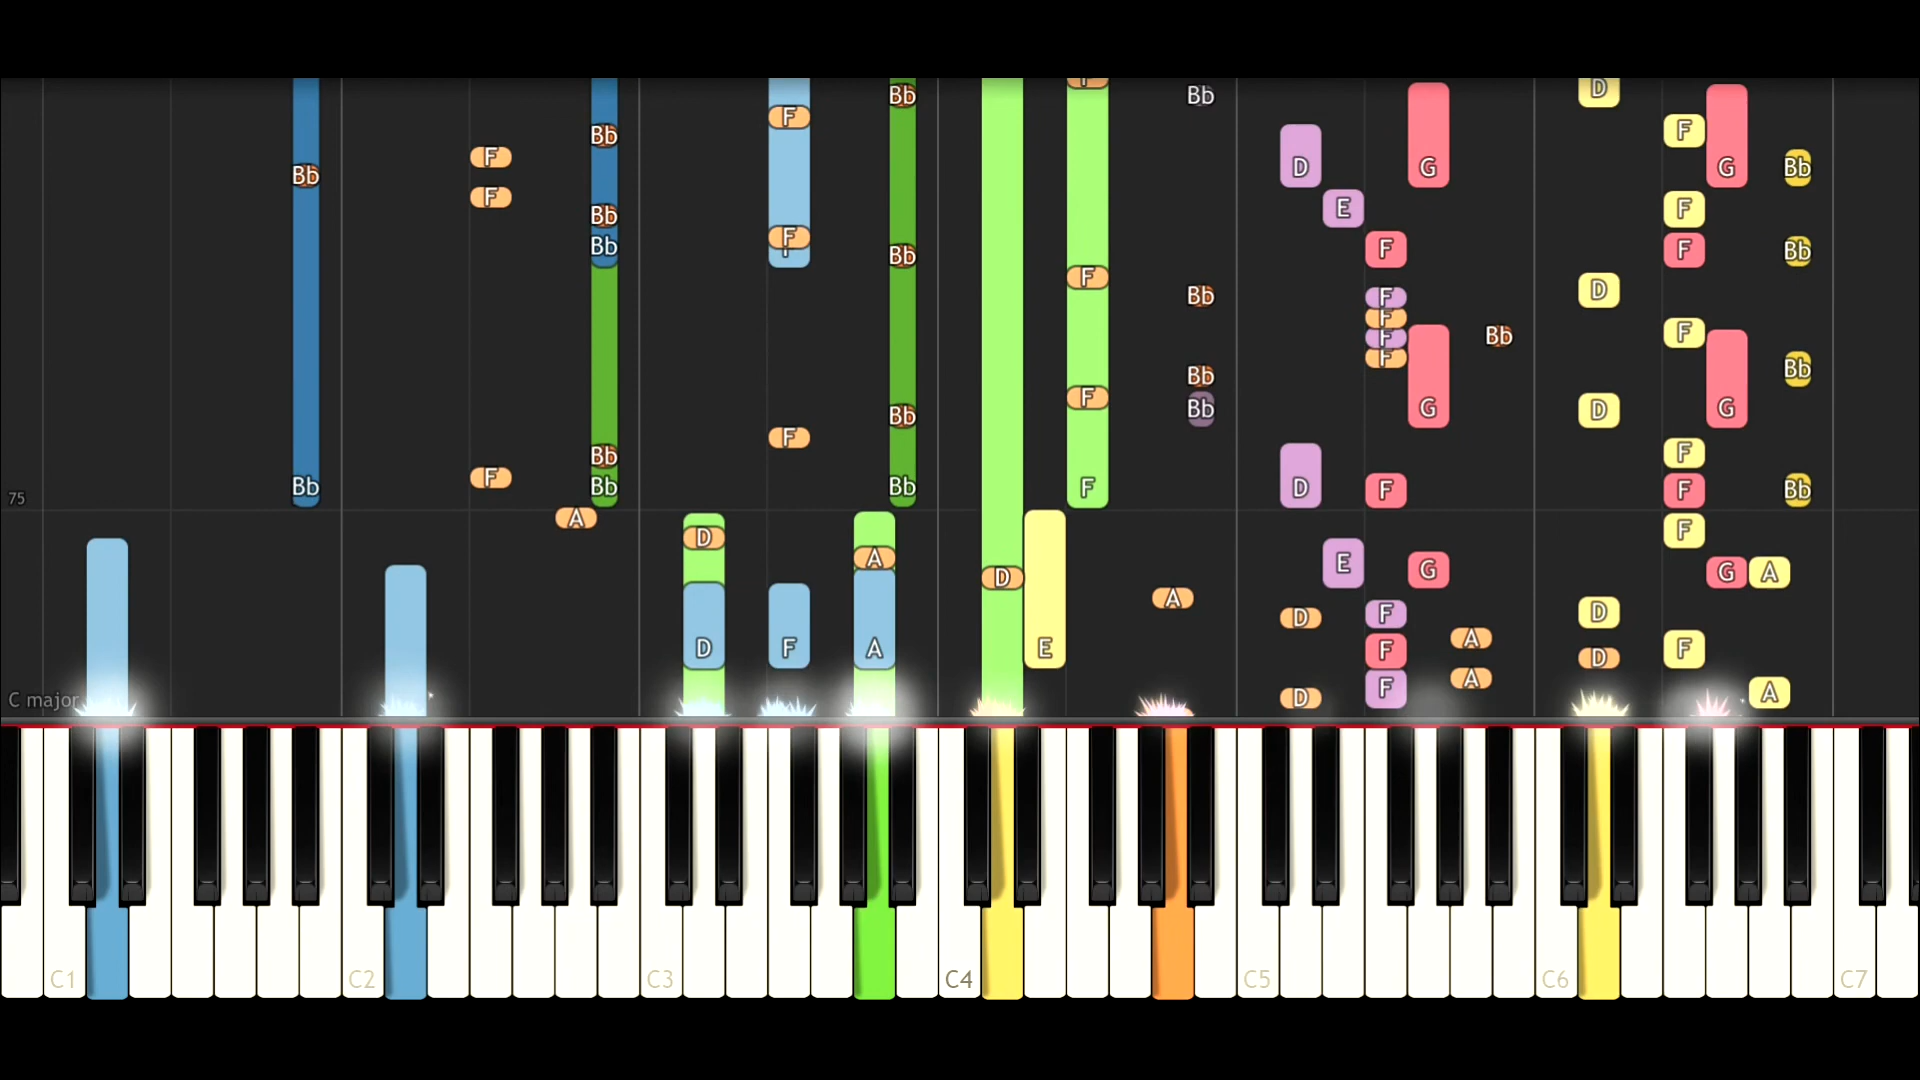 Bb F D
Bb F
Bb F Bb D G F G Bb
F E F
Bb Bb F F Bb F F Bb
Bb F Bb F D
F F
F Bb
F F Bb
Bb F Bb Bb G D G
F F
Bb F D F F Bb
Bb Bb Bb F
75
A F
D
A E G G A
D
A D F D
A
D F A E F D F
C major D F A A
C1 C2 C3 C4 C5 C6 C7